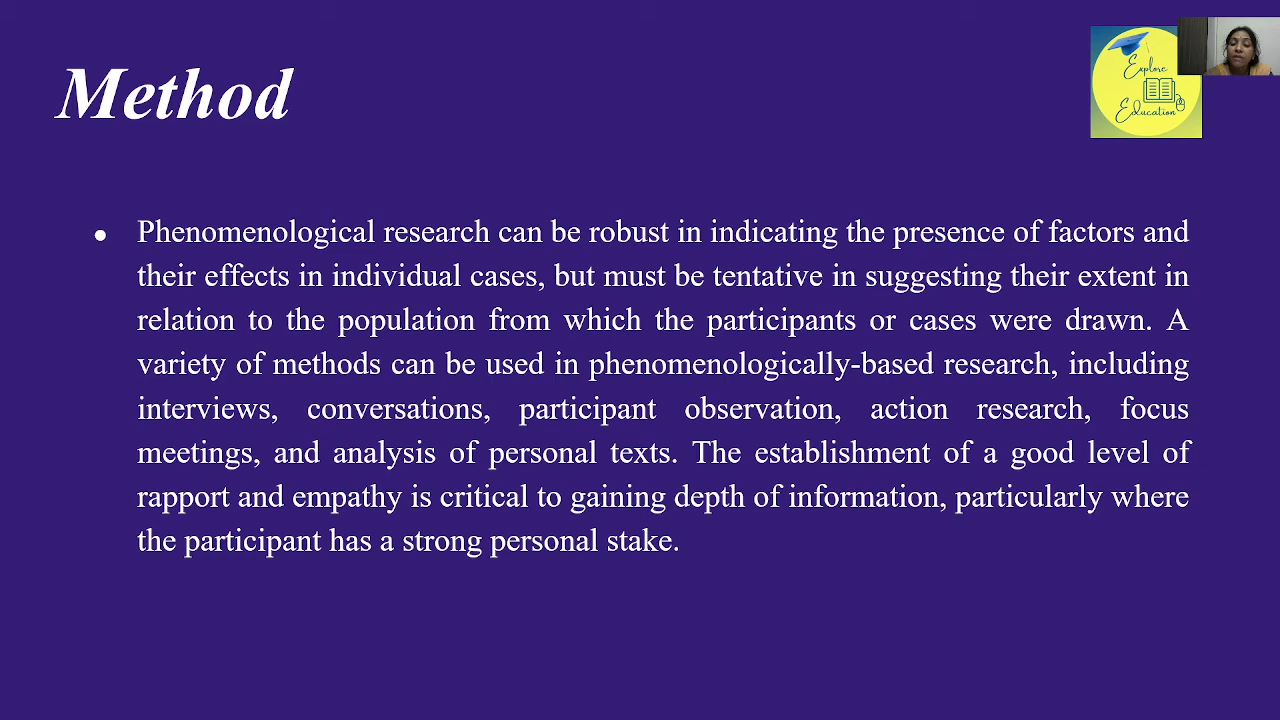 Method
Explore
Education
• Phenomenological research can be robust in indicating the presence of factors and
their effects in individual cases, but must be tentative in suggesting their extent in
relation to the population from which the participants or cases were drawn. A
variety of methods can be used in phenomenologically-based research, including
interviews, conversations, participant observation, action research, focus
meetings, and analysis of personal texts. The establishment of a good level of
rapport and empathy is critical to gaining depth of information, particularly where
the participant has a strong personal stake.